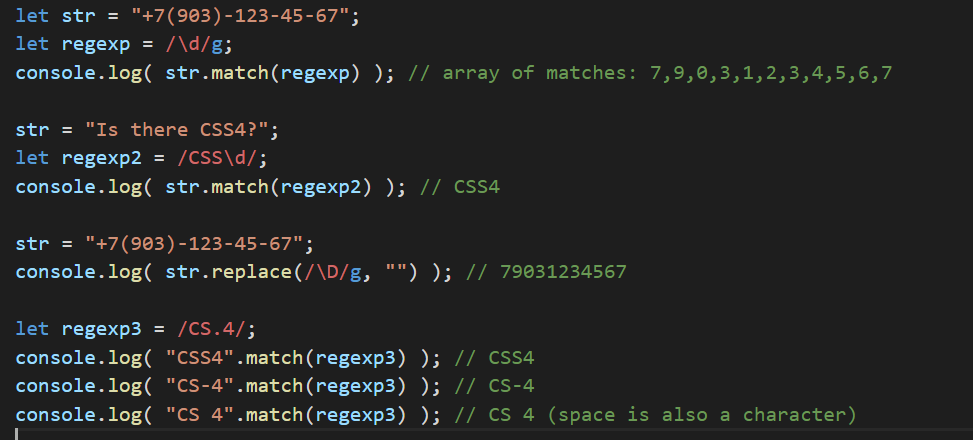 let str = "+7(903)-123-45-67";
let regexp = /\d/g;
console.log( str.match(regexp) ); // array of matches: 7,9,0,3,1,2,3,4,5,6,7
str = "Is there CSS4?";
let regexp2 = /CSS\d/;
console.log( str.match(regexp2) ); // CSS4
str = "+7(903)-123-45-67";
console.log( str.replace(/\D/g, "") ); // 79031234567
let regexp3 = /CS.4/;
console.log( "CSS4".match(regexp3) ); // CSS4
console.log( "CS-4".match(regexp3) ); // CS-4
console.log( "CS 4".match(regexp3) ); // CS 4 (space is also a character)